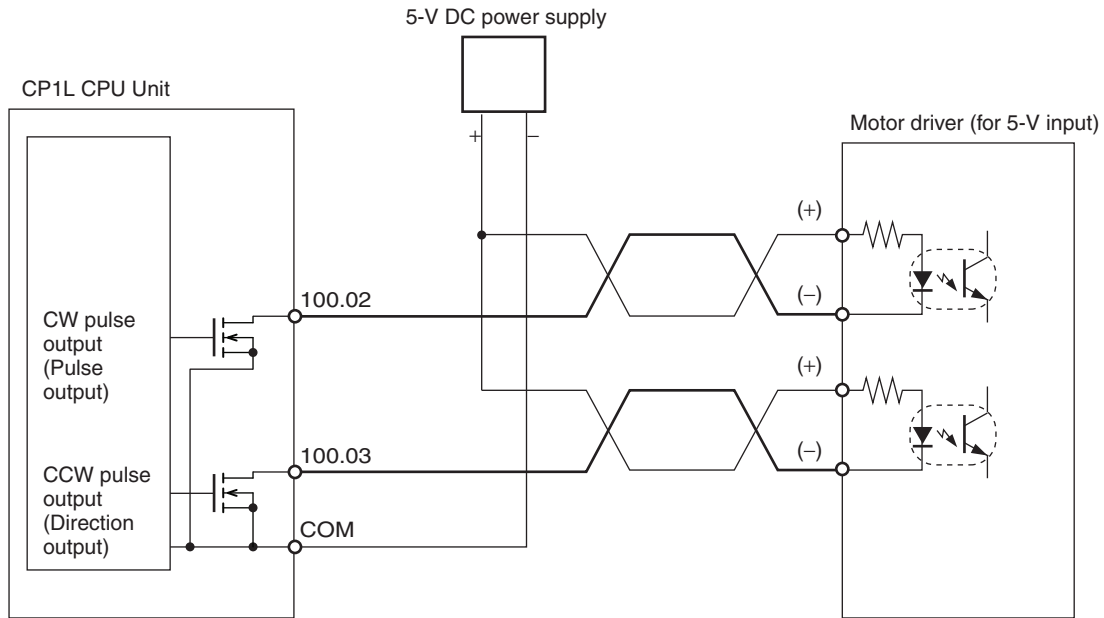 5-V DC power supply
CP1L CPU Unit
Motor driver (for 5-V input)
+
−
(+)
(−)
100.02
CW pulse
output
(Pulse
output)
(+)
(−)
100.03
CCW pulse
output
(Direction
output)
COM